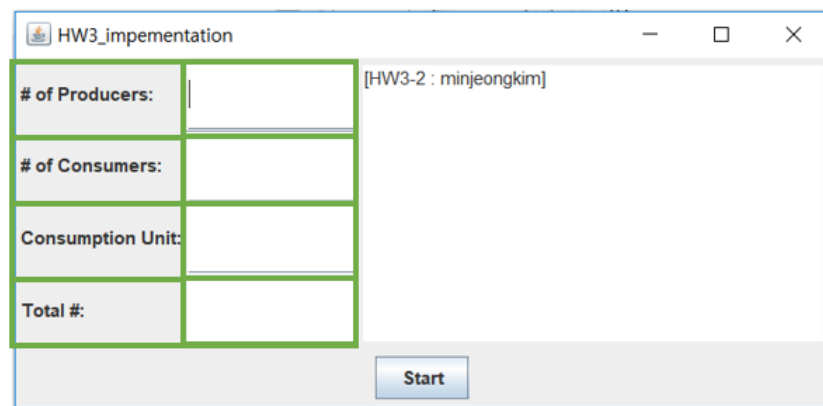 HW3_impementation
# of Producers:
[HW3-2 : minjeongkim]
# of Consumers:
Consumption Unit:
Total #:
Start